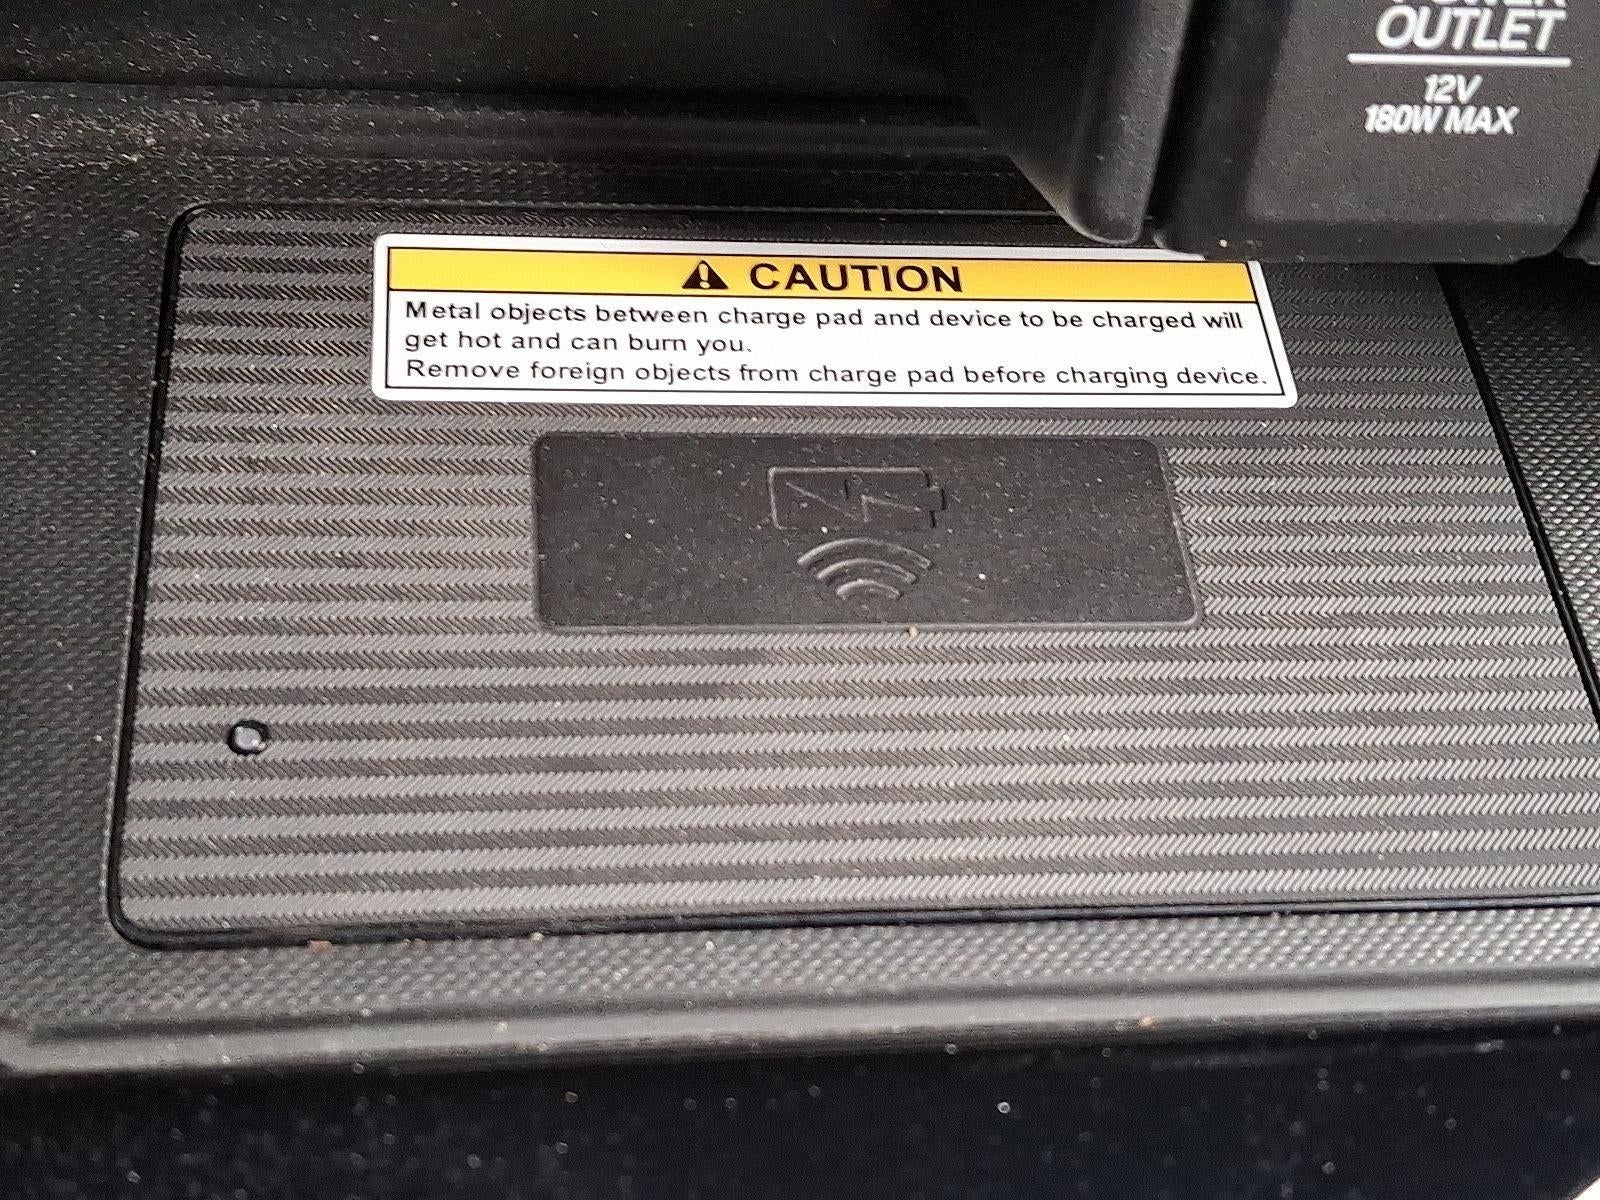 OUTLET
12V
180W MAX
CAUTION
Metal objects between charge pad and device to be charged will
get hot and can burn you.
Remove foreign objects from charge pad before charging device.